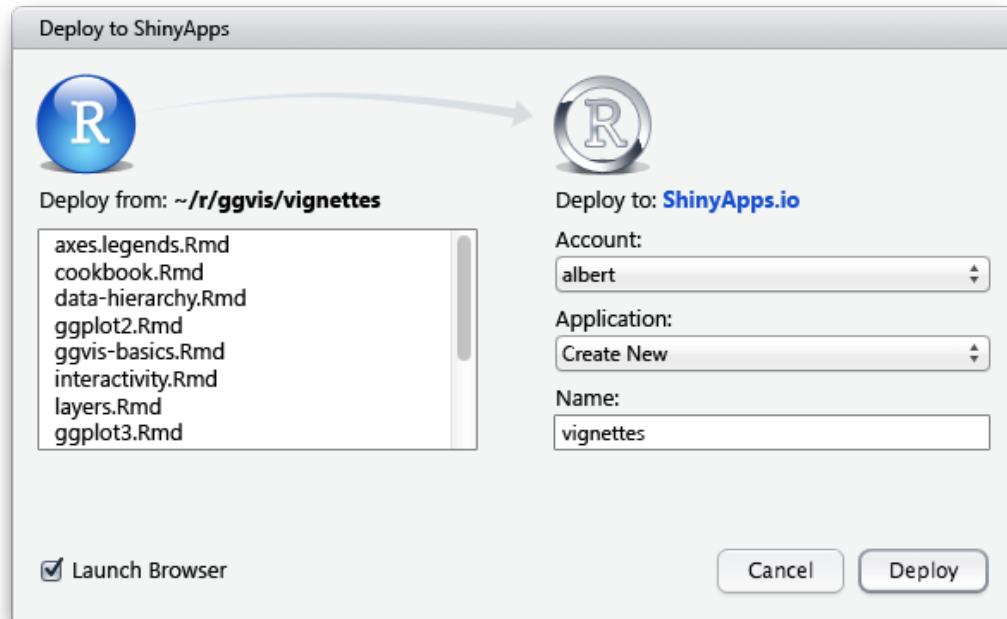 Deploy to ShinyApps
R
R
Deploy from: ~/r/ggvis/vignettes
axes.legends.Rmd
cookbook.Rmd
data-hierarchy.Rmd
ggplot2.Rmd
ggvis-basics.Rmd
interactivity.Rmd
layers.Rmd
ggplot3.Rmd
Deploy to: ShinyApps.io
Account:
albert
Application:
Create New
Name:
vignettes
Launch Browser
Cancel
Deploy